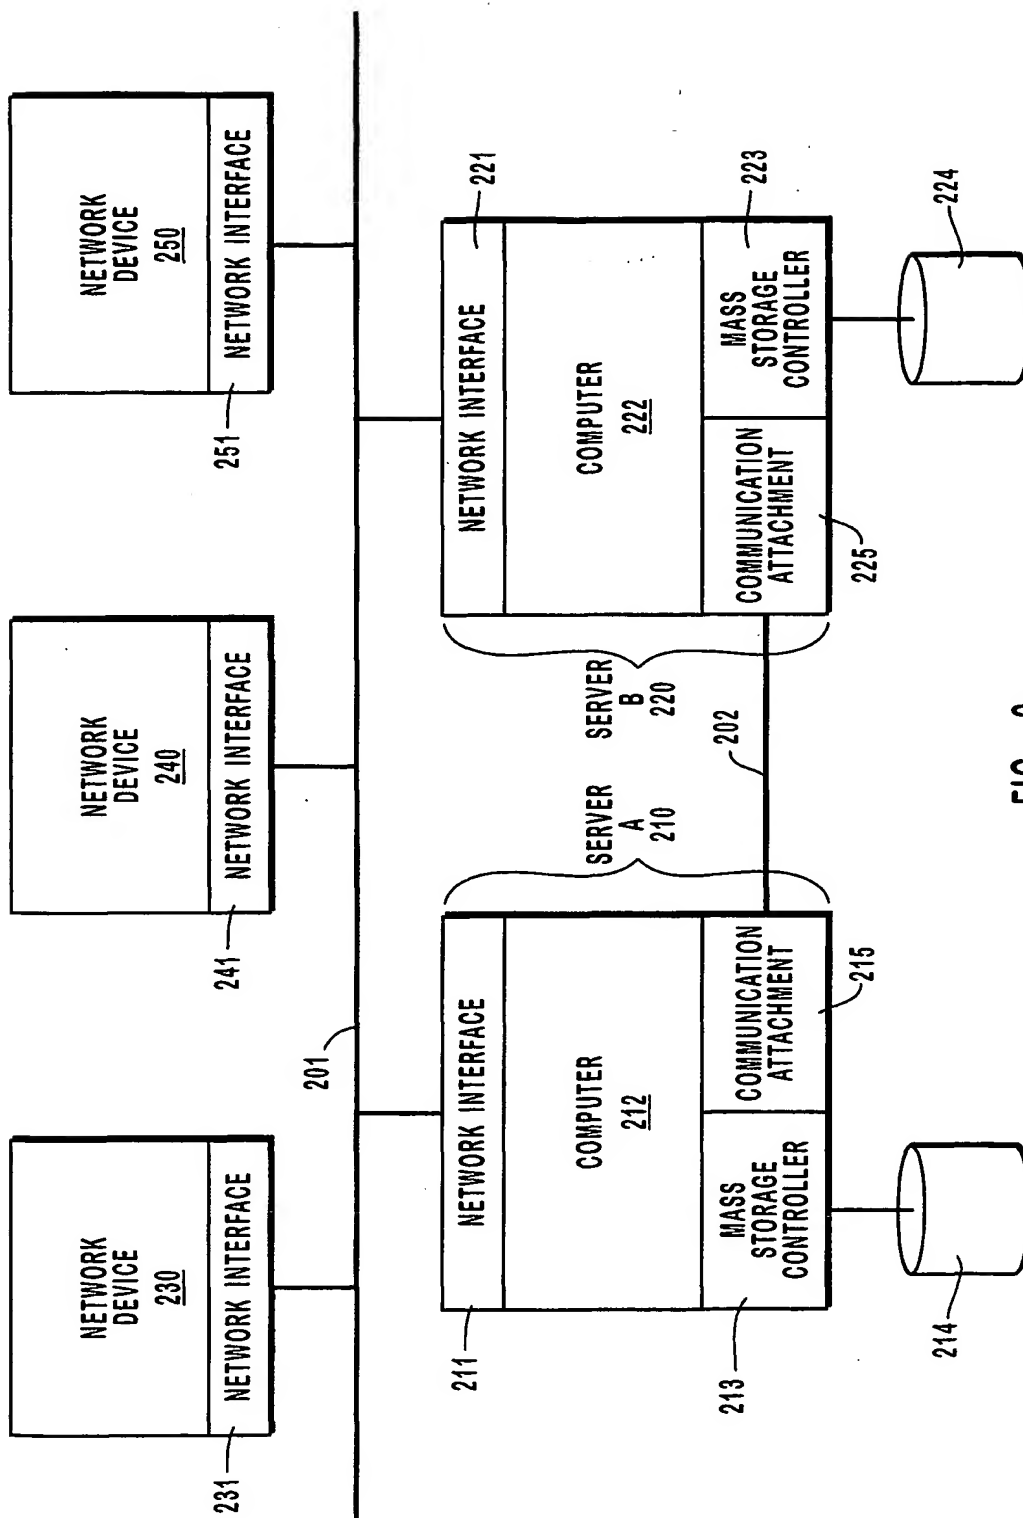 NETWORK
DEVICE
230
NETWORK INTERFACE
231
NETWORK
DEVICE
240
NETWORK INTERFACE
241
NETWORK
DEVICE
250
NETWORK INTERFACE
251
201
NETWORK INTERFACE
211
COMPUTER
212
MASS
STORAGE
CONTROLLER
213
COMMUNICATION
ATTACHMENT
215
214
SERVER
A
210
SERVER
B
220
202
NETWORK INTERFACE
221
COMPUTER
222
COMMUNICATION
ATTACHMENT
225
MASS
STORAGE
CONTROLLER
223
224
FIG.